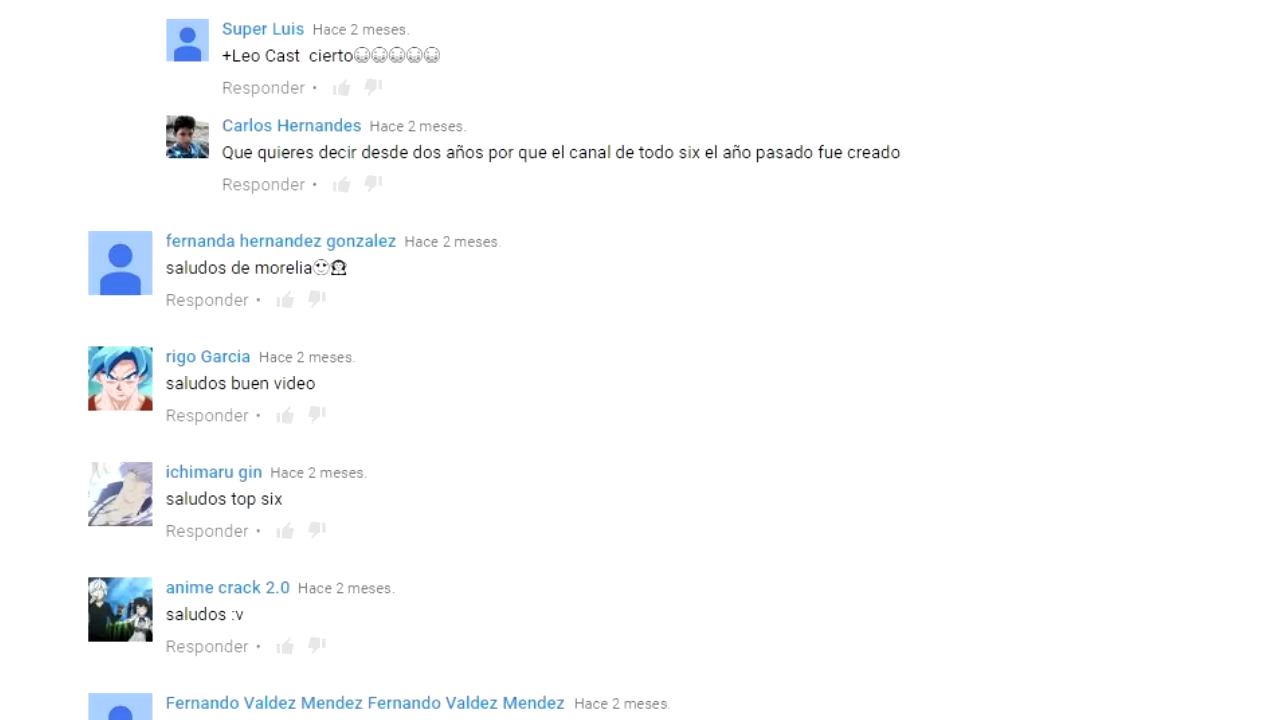 Super Luis Hace 2 meses.
+Leo Cast cierto
Responder •
Carlos Hernandes Hace 2 meses.
Que quieres decir desde dos años por que el canal de todo six el año pasado fue creado
Responder •
fernanda hernandez gonzalez Hace 2 meses.
saludos de morelia
Responder •
rigo Garcia Hace 2 meses.
saludos buen video
Responder •
ichimaru gin Hace 2 meses.
saludos top six
Responder •
anime crack 2.0 Hace 2 meses.
saludos :v
Responder •
Fernando Valdez Mendez Fernando Valdez Mendez Hace 2 meses.